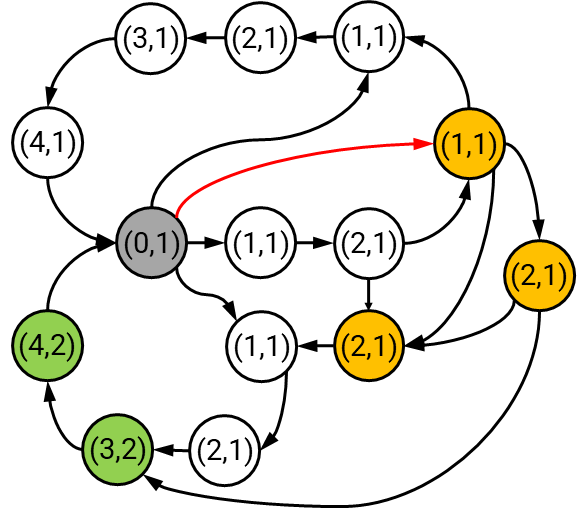 (3,1) (2,1) (1,1)
(4,1) (1,1)
(0,1) (1,1) (2,1)
(2,1)
(4,2) (1,1) (2,1)
(3,2) (2,1)